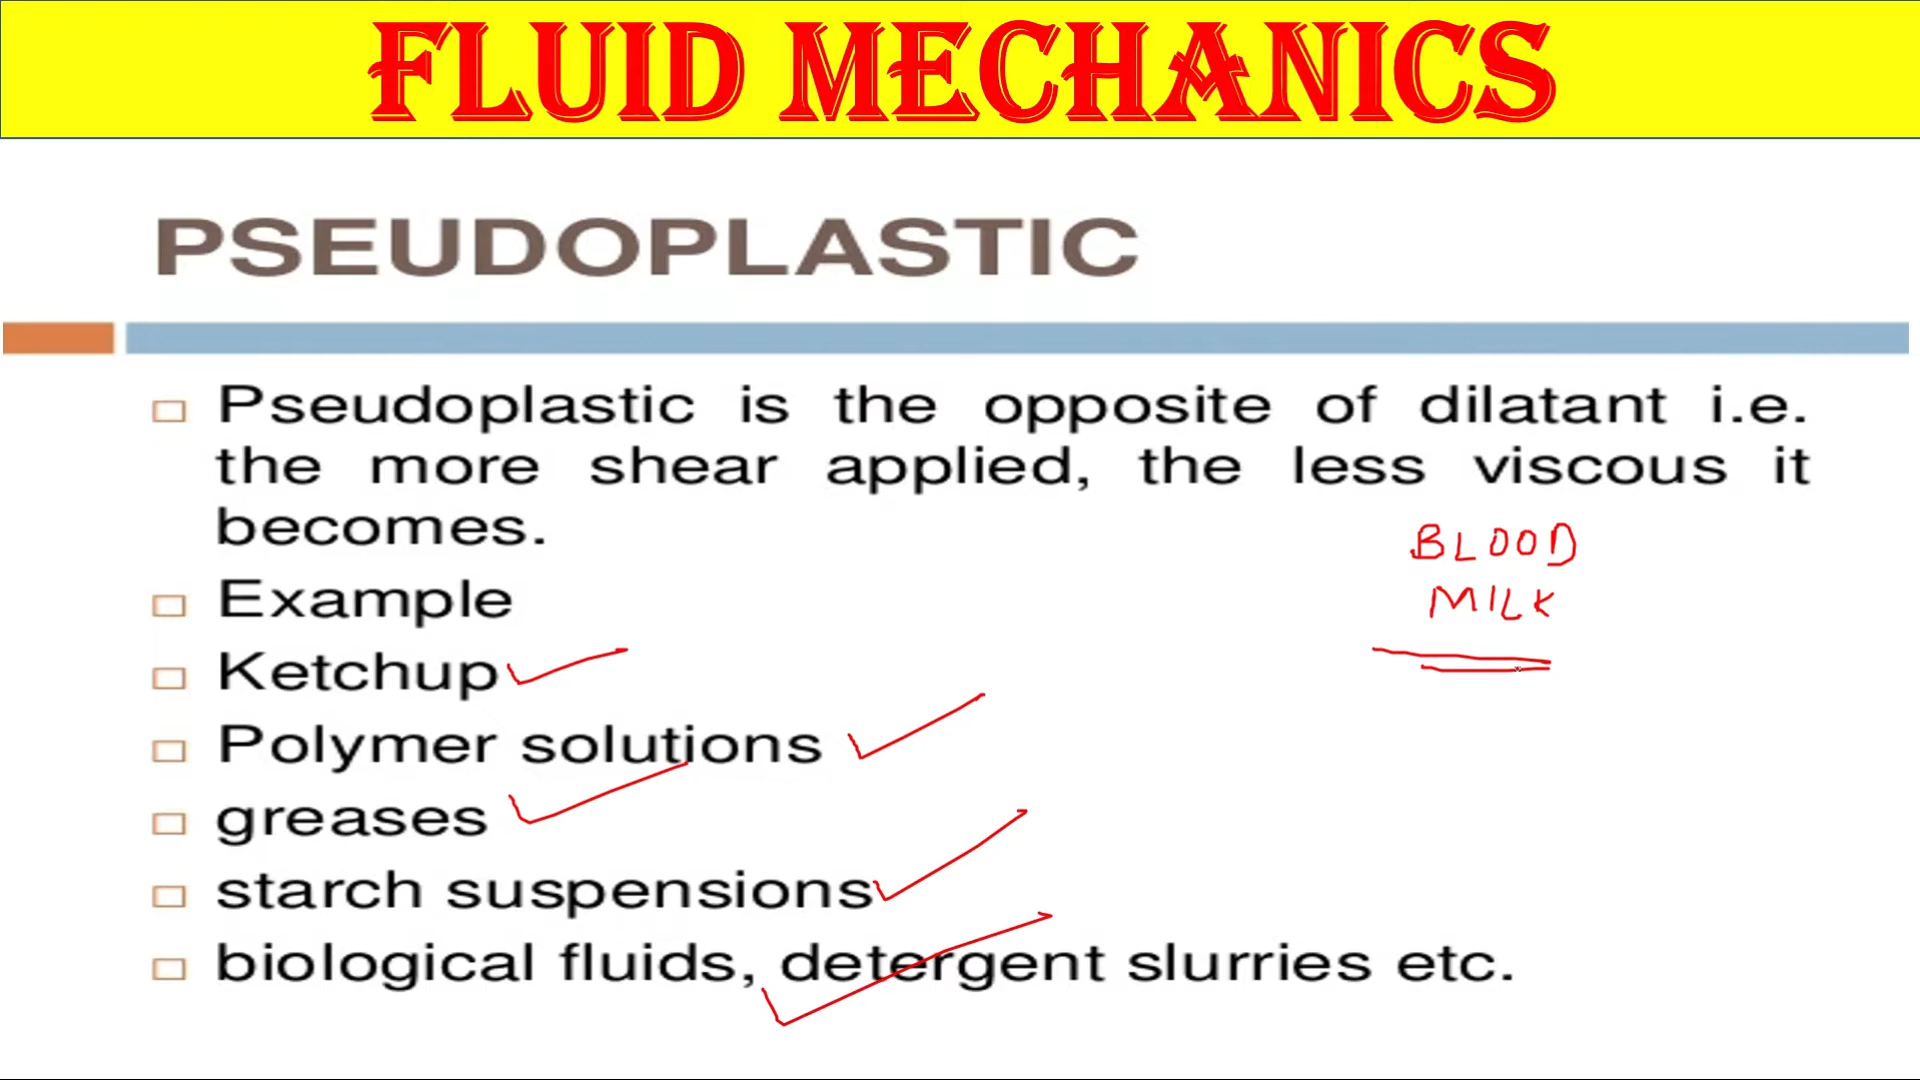 FLUID MECHANICS
PSEUDOPLASTIC
Pseudoplastic is the opposite of dilatant i.e.
the more shear applied, the less viscous it
becomes.
BLOOD
MILK
Example
Ketchup
Polymer solutions
greases
starch suspensions
biological fluids, detergent slurries etc.